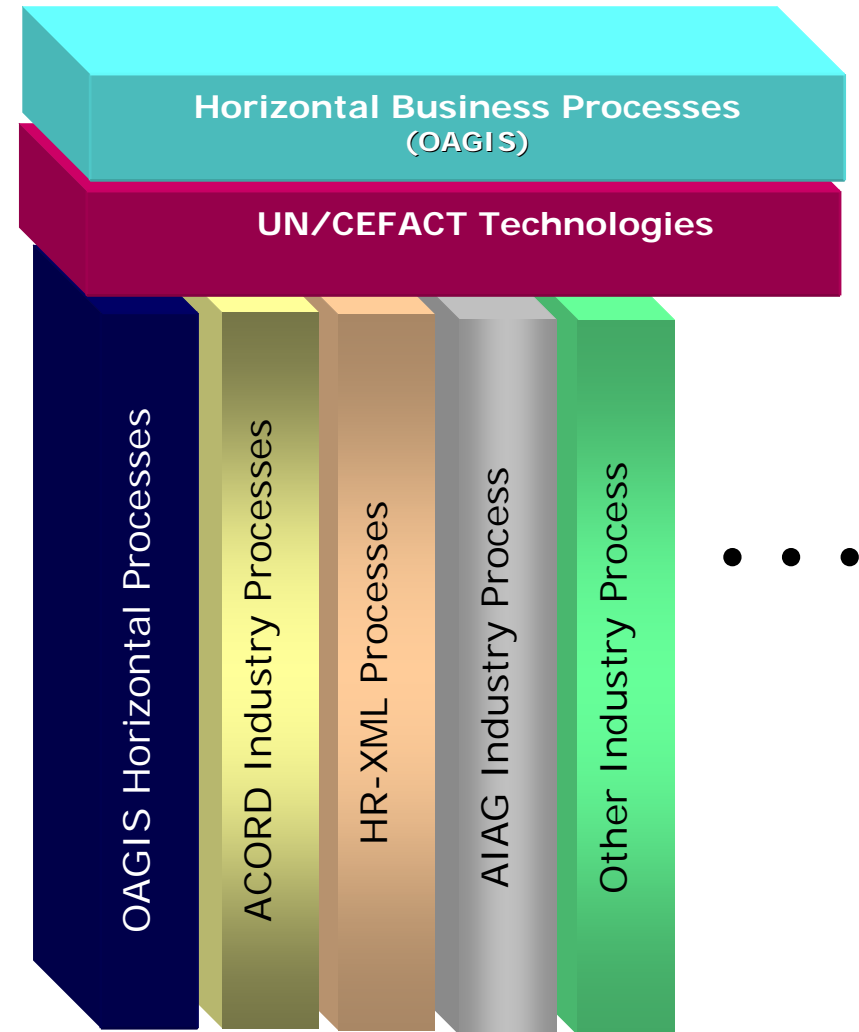 Horizontal Business Processes
(OAGIS)
UN/CEFACT Technologies
OAGIS Horizontal Processes
ACORD Industry Processes
HR-XML Processes
AIAG Industry Process
Other Industry Process
• • •